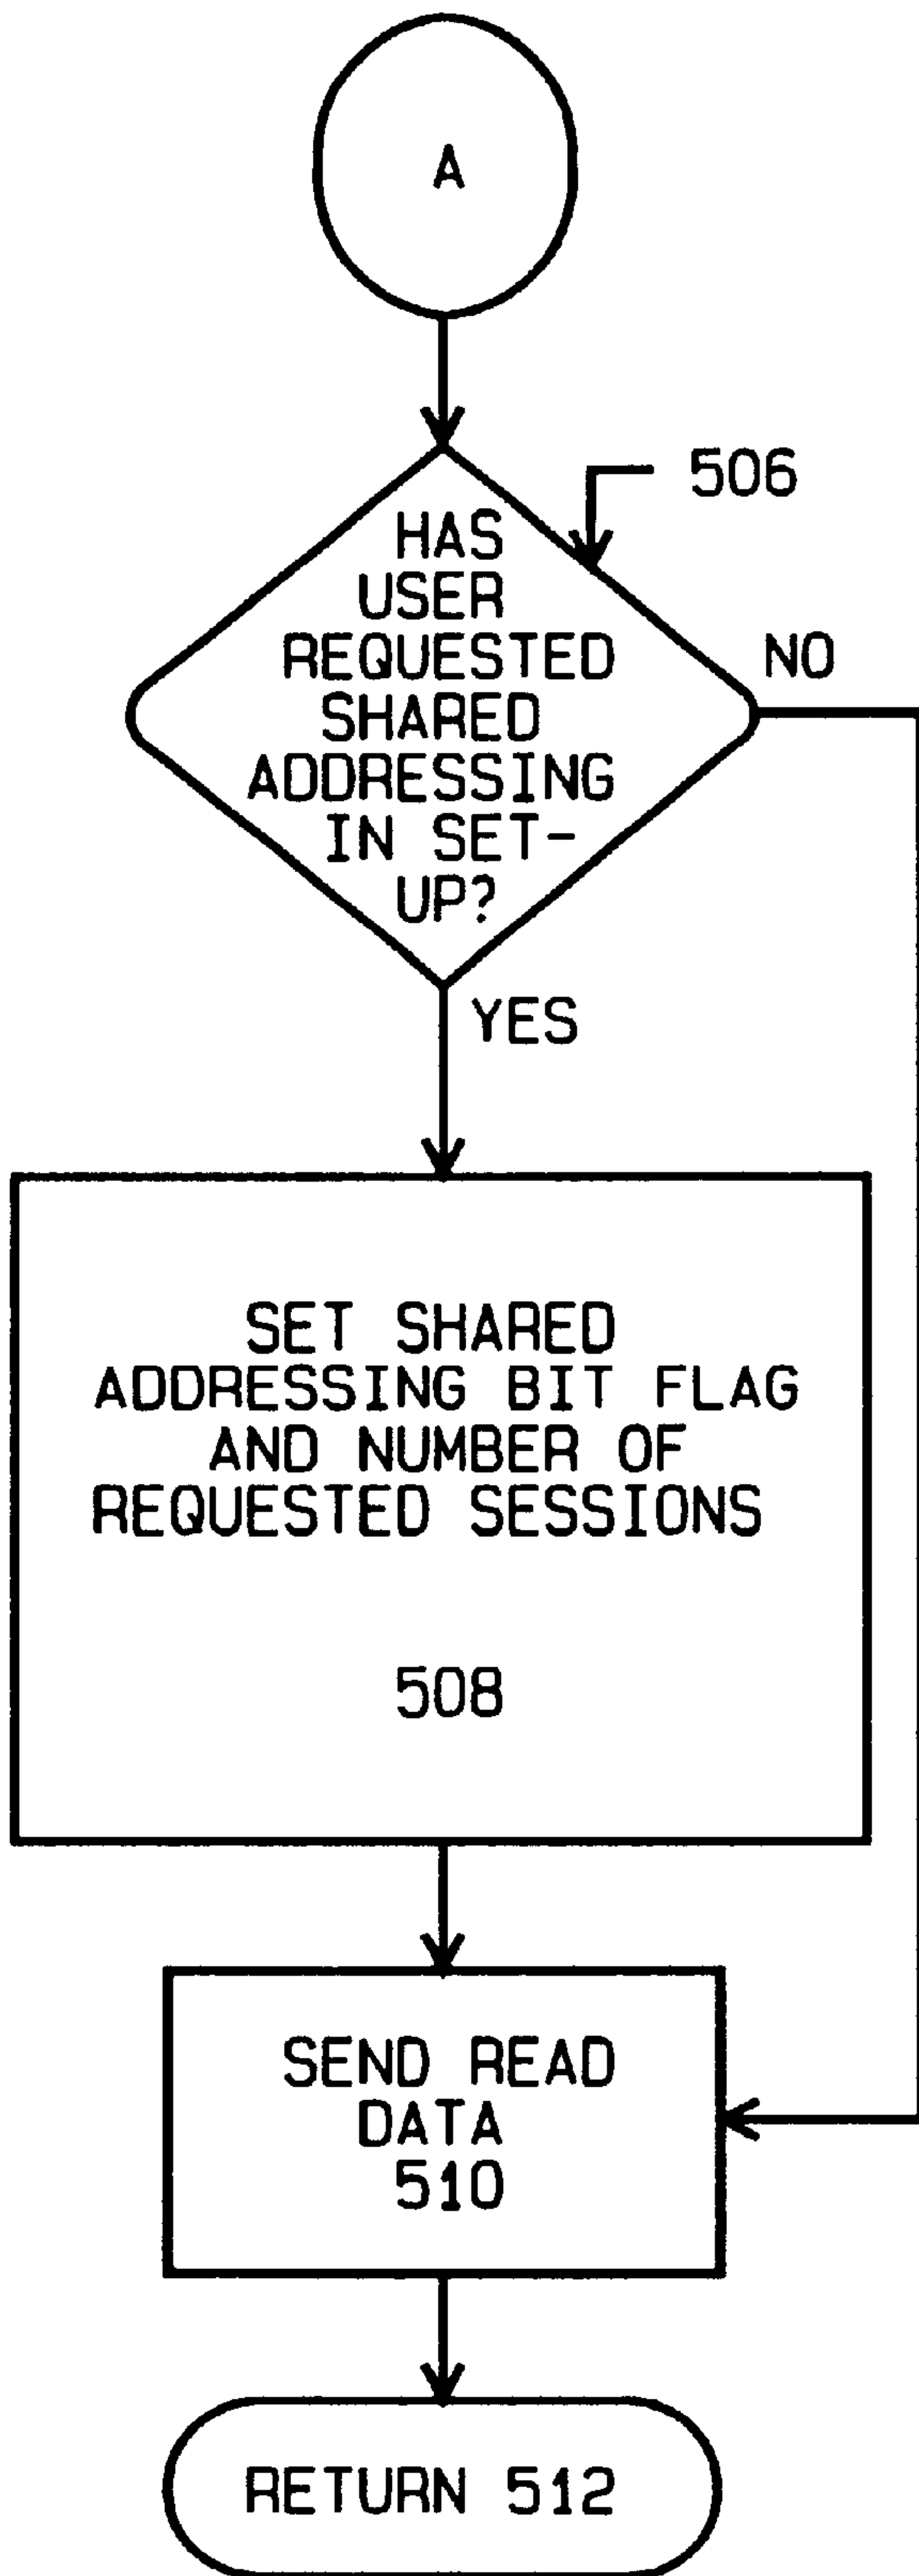 A
506
HAS
USER
REQUESTED
SHARED
ADDRESSING
IN SET-
UP?
NO
YES
SET SHARED
ADDRESSING BIT FLAG
AND NUMBER OF
REQUESTED SESSIONS
508
SEND READ
DATA
510
RETURN 512